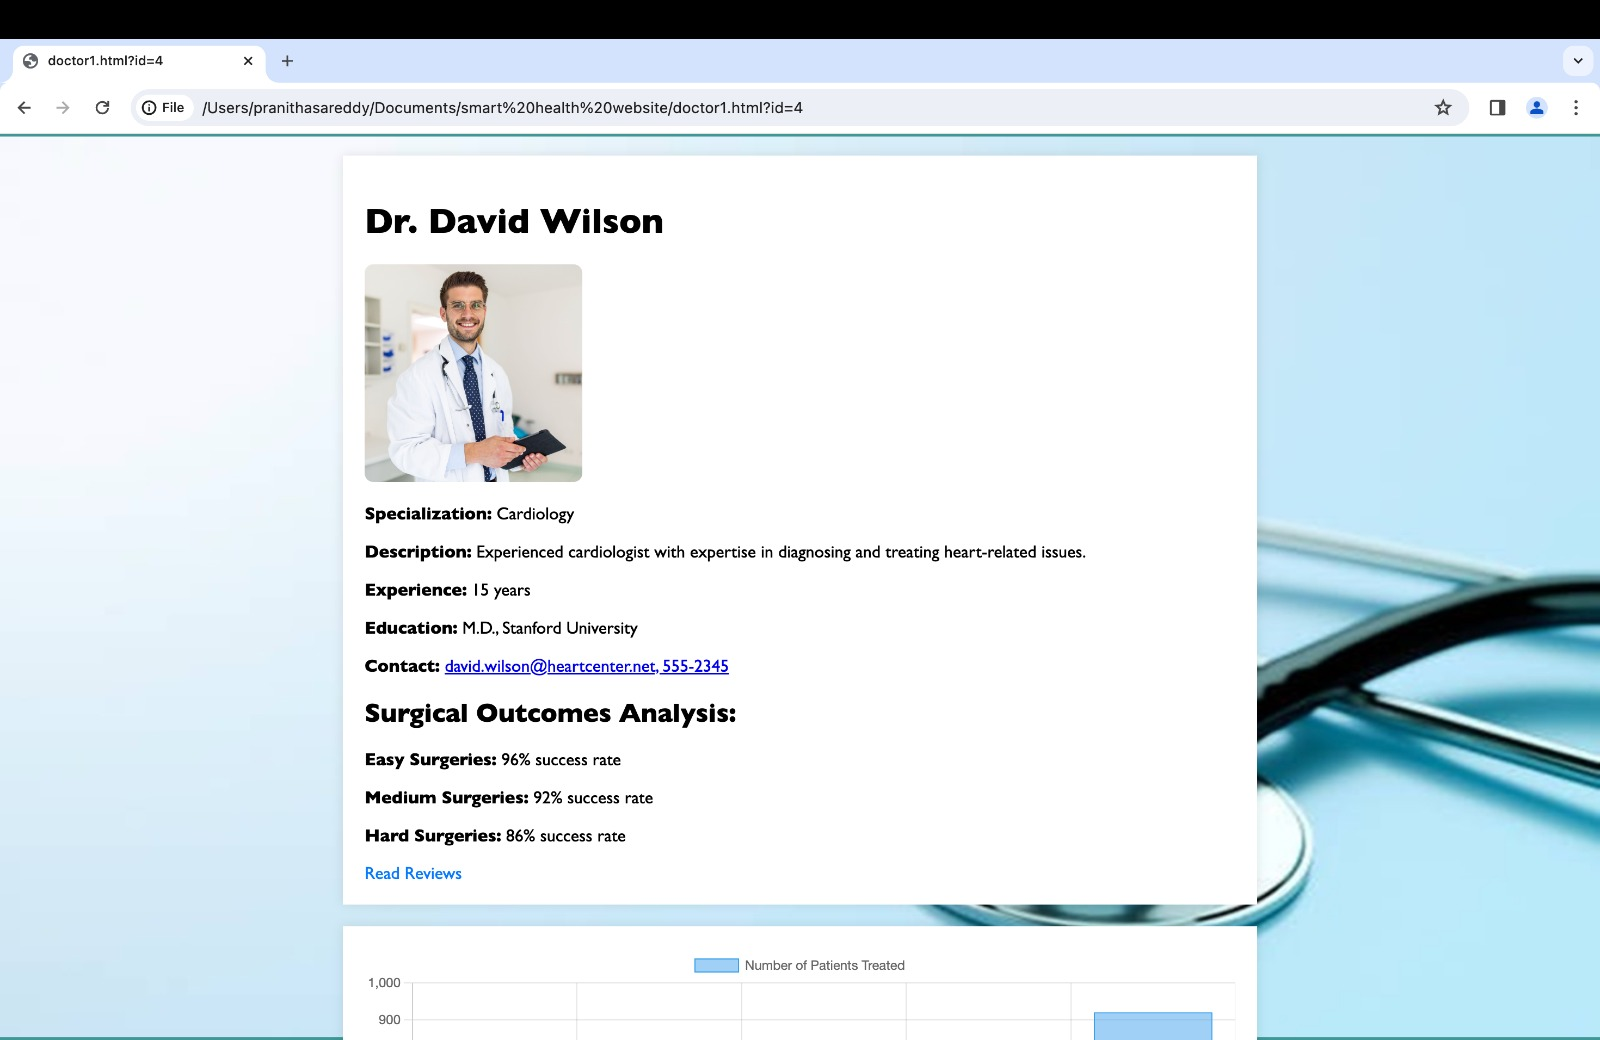 doctor1.html?id=4
File /Users/pranithasareddy/Documents/smart%20health%20website/doctor1.html?id=4
Dr. David Wilson
Specialization: Cardiology
Description: Experienced cardiologist with expertise in diagnosing and treating heart-related issues.
Experience: 15 years
Education: M.D., Stanford University
Contact: david.wilson@heartcenter.net, 555-2345
Surgical Outcomes Analysis:
Easy Surgeries: 96% success rate
Medium Surgeries: 92% success rate
Hard Surgeries: 86% success rate
Read Reviews
Number of Patients Treated
1,000
900